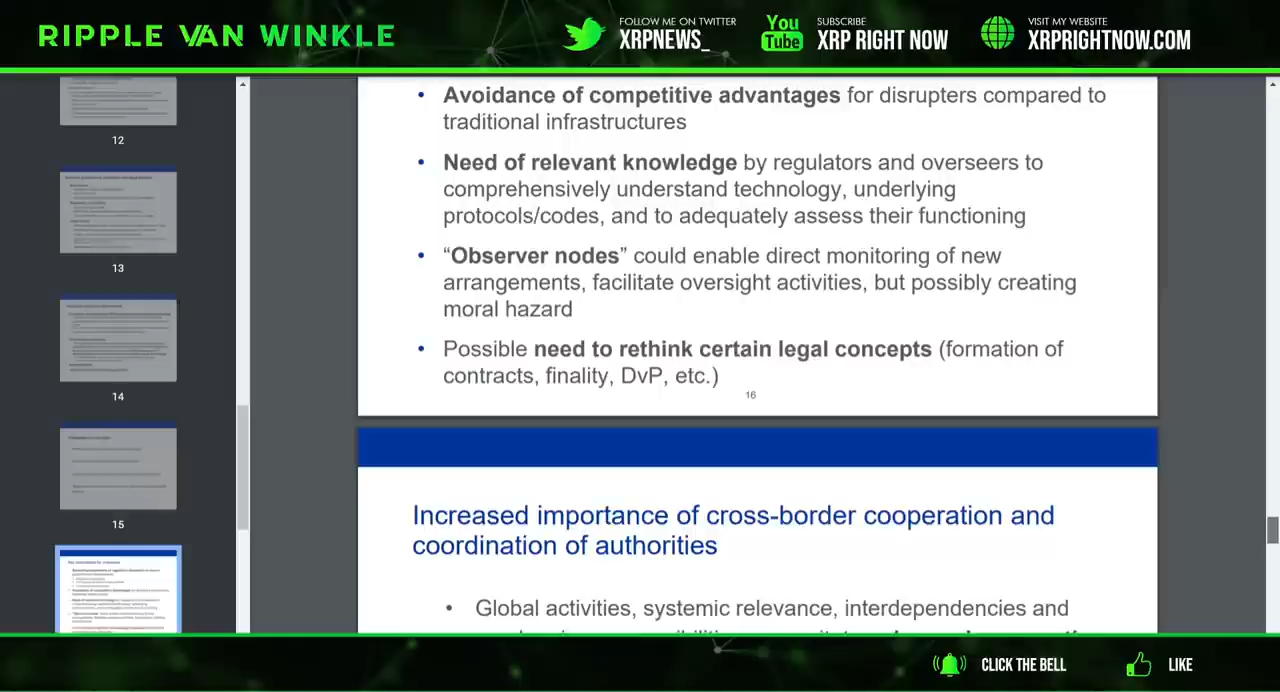 RIPPLE VAN WINKLE
FOLLOW ME ON TWITTER
XRPNEWS_
You
Tube
SUBSCRIBE
XRP RIGHT NOW
VISIT MY WEBSITE
XRPRIGHTNOW.COM
12
13
14
15
• Avoidance of competitive advantages for disrupters compared to
traditional infrastructures
• Need of relevant knowledge by regulators and overseers to
comprehensively understand technology, underlying
protocols/codes, and to adequately assess their functioning
• “Observer nodes” could enable direct monitoring of new
arrangements, facilitate oversight activities, but possibly creating
moral hazard
• Possible need to rethink certain legal concepts (formation of
contracts, finality, DvP, etc.)
16
Increased importance of cross-border cooperation and
coordination of authorities
• Global activities, systemic relevance, interdependencies and
CLICK THE BELL
LIKE